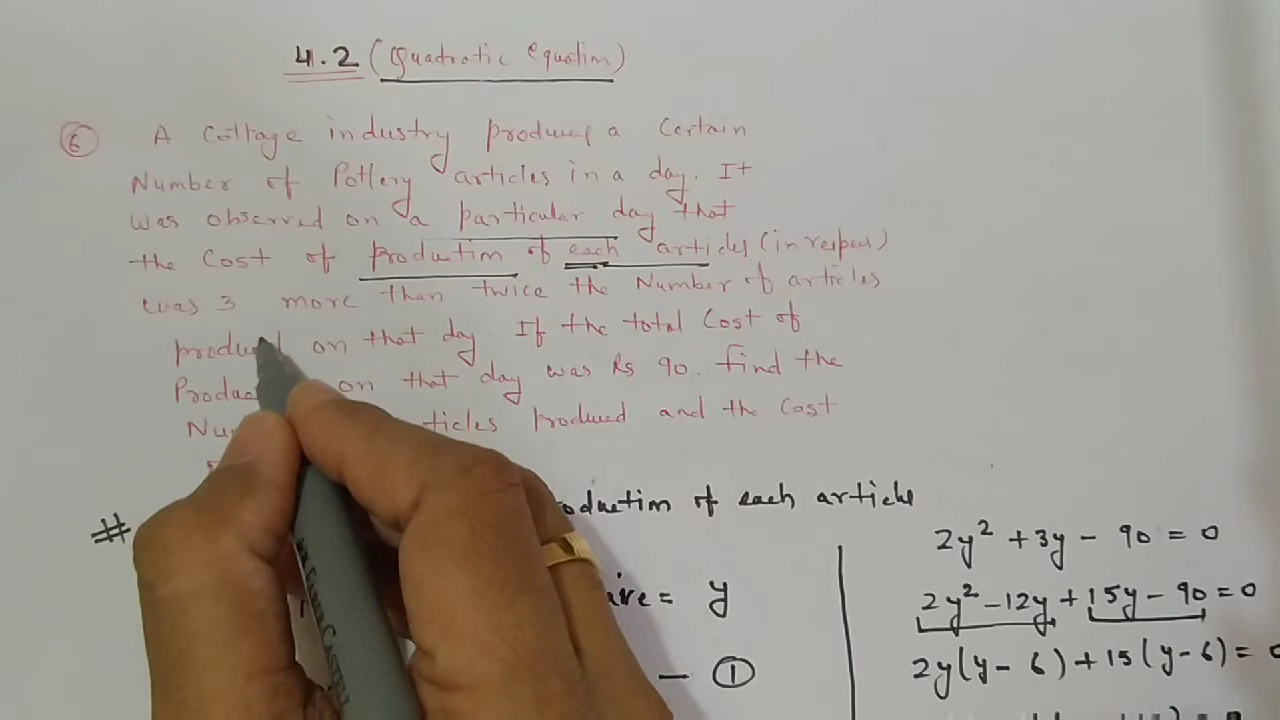 4.2 (Quadratic equation)
6 A Cottage industry produces a Certain
Number of Pottery articles in a day. It
was observed on a particular day that
the Cost of production of each articles (in rupees)
was 3 more than twice the Number of articles
produced on that day If the total Cost of
on that day was Rs 90. find the
produced and the Cost
# of each article
= y
— ①
2y² + 3y - 90 = 0
2y² - 12y + 15y - 90 = 0
2y(y - 6) + 15(y - 6) = 0